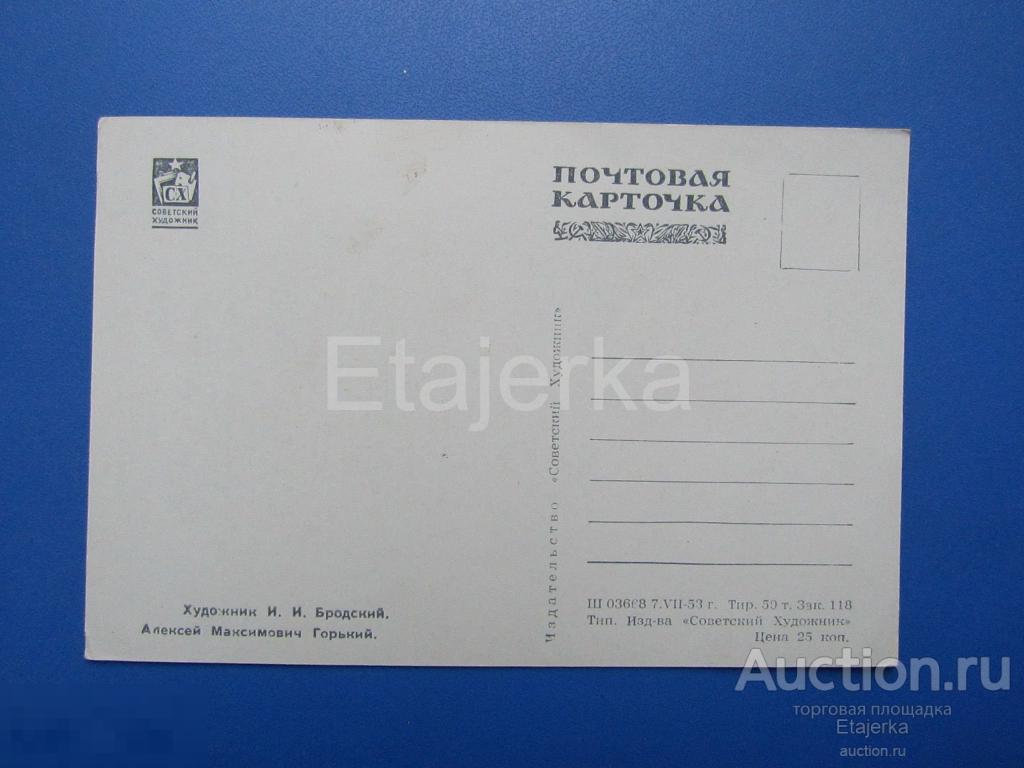 СХ
СОВЕТСКИЙ
ХУДОЖНИК
ПОЧТОВАЯ
КАРТОЧКА
Издательство «Советский Художник»
Etajerka
Художник И. И. Бродский.
Алексей Максимович Горький.
Ш 03668 7.VII-53 г. Тир. 50 т. Зак. 118
Тип. Изд-ва «Советский Художник»
Цена 25 коп.
Auction.ru
торговая площадка
Etajerka
auction.ru